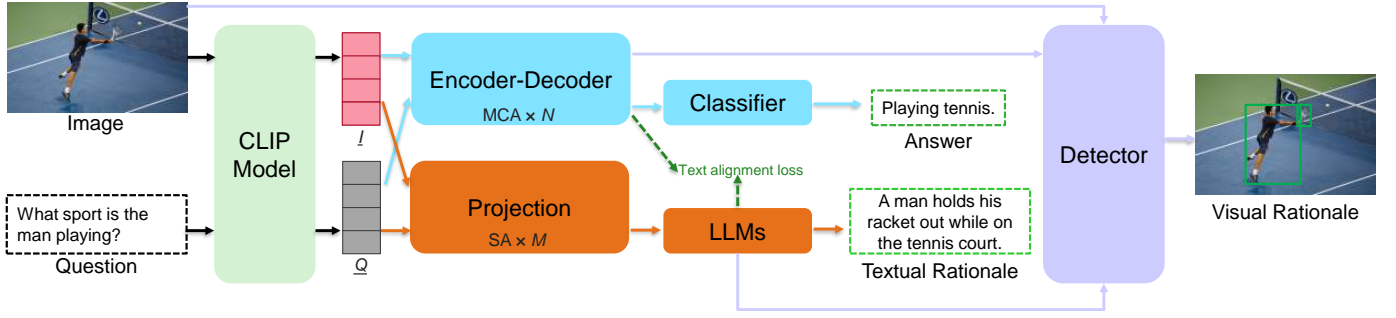 Image
What sport is the
man playing?
Question
CLIP
Model
I
Q
Encoder-Decoder
MCA × N
Projection
SA × M
Classifier
Text alignment loss
LLMs
Playing tennis.
Answer
A man holds his
racket out while on
the tennis court.
Textual Rationale
Detector
Visual Rationale